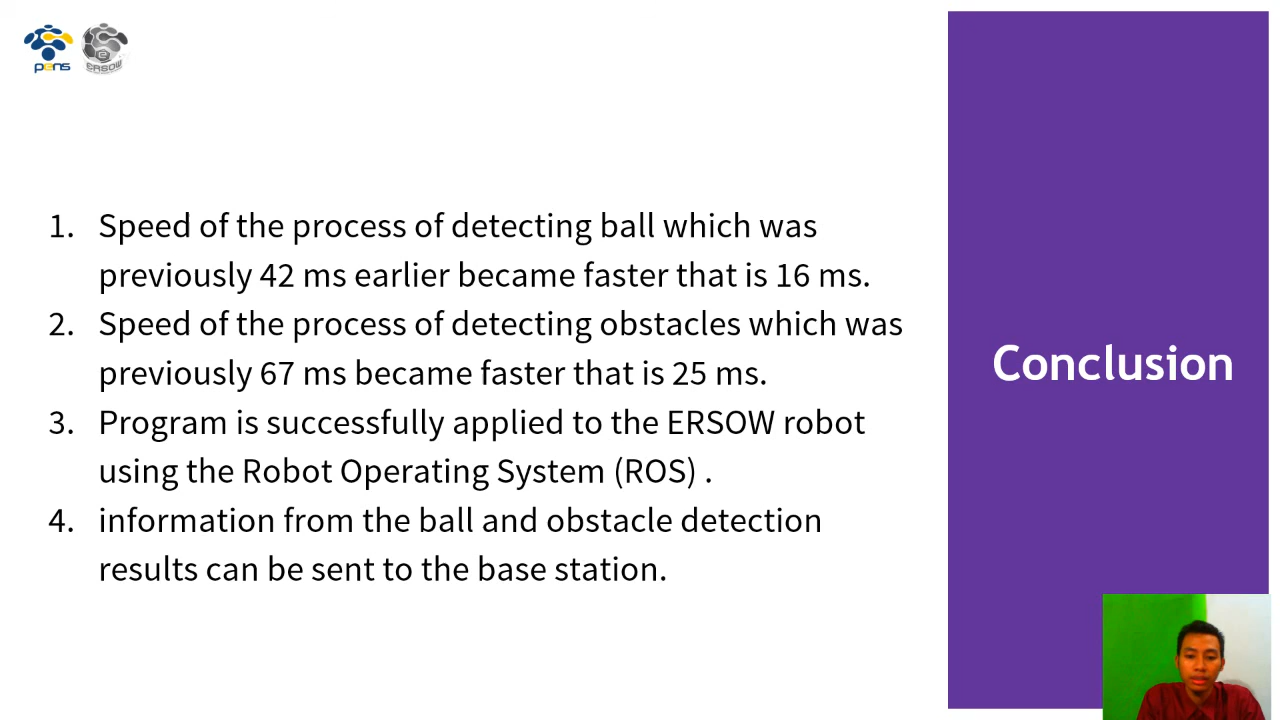 pens
ERSOW
1. Speed of the process of detecting ball which was
previously 42 ms earlier became faster that is 16 ms.
2. Speed of the process of detecting obstacles which was
previously 67 ms became faster that is 25 ms.
3. Program is successfully applied to the ERSOW robot
using the Robot Operating System (ROS) .
4. information from the ball and obstacle detection
results can be sent to the base station.
Conclusion